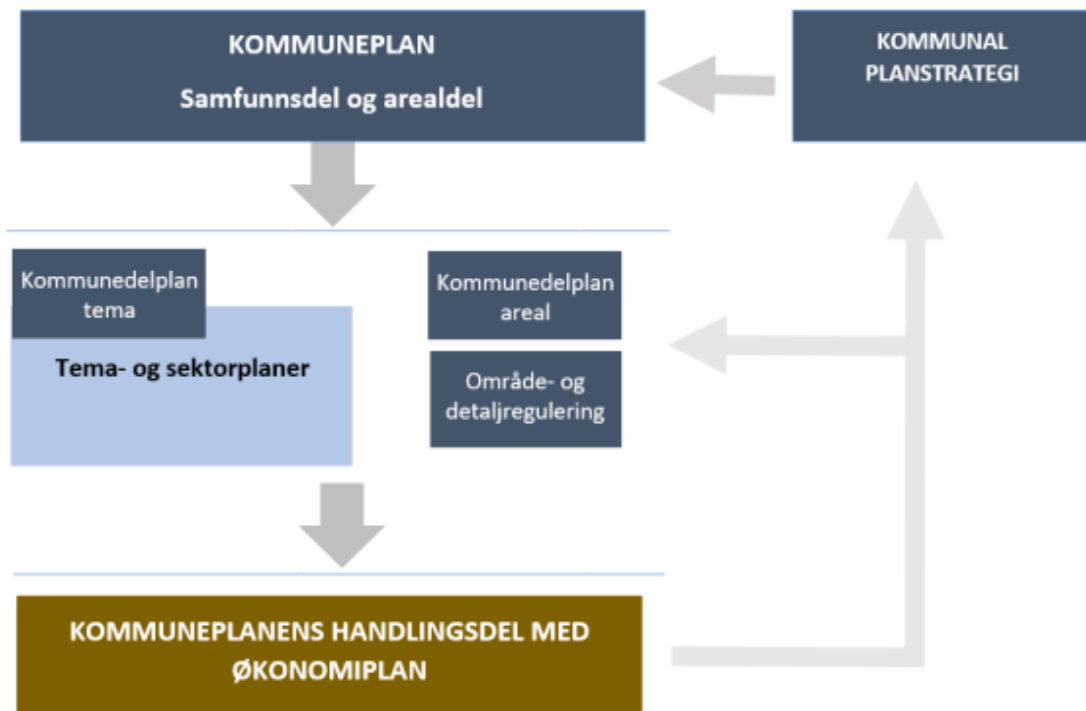 KOMMUNEPLAN
Samfunnsdel og arealdel
KOMMUNAL
PLANSTRATEGI
Kommunedelplan
tema
Tema- og sektorplaner
Kommunedelplan
areal
Område- og
detaljregulering
KOMMUNEPLANENS HANDLINGSDEL MED
ØKONOMIPLAN